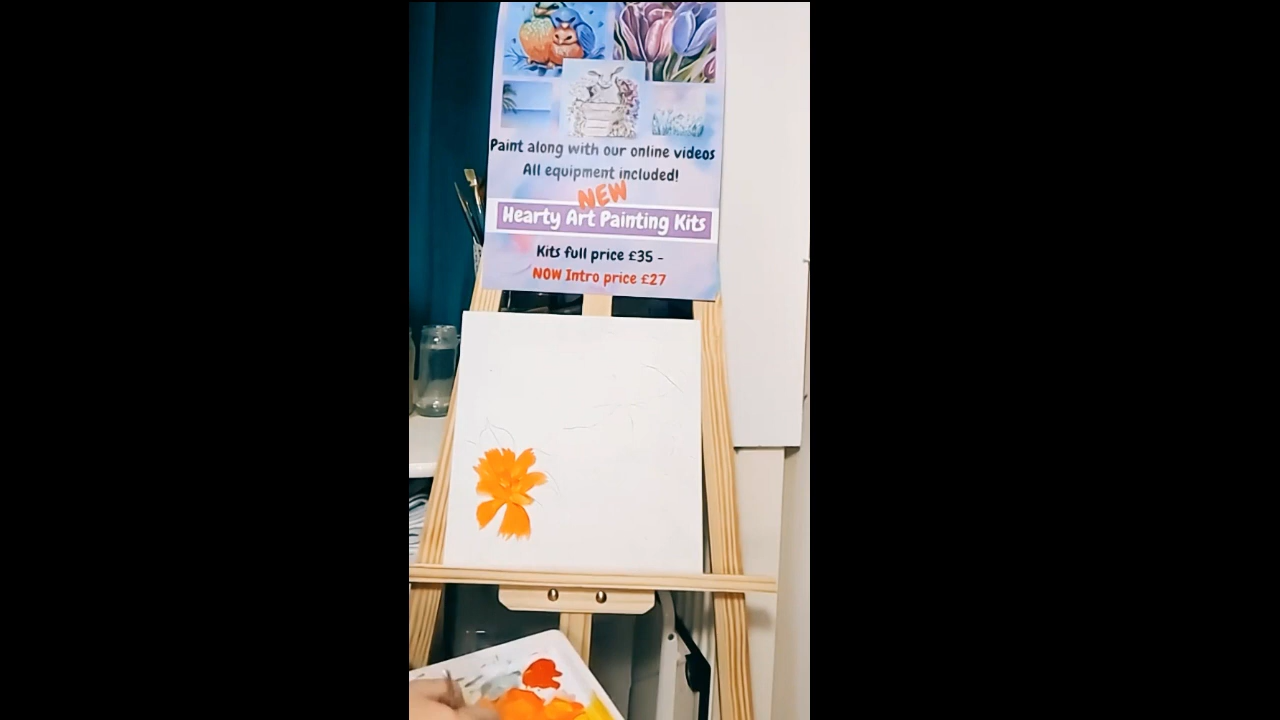 Paint along with our online videos
All equipment included!
NEW
Hearty Art Painting Kits
Kits full price £35 -
NOW Intro price £27